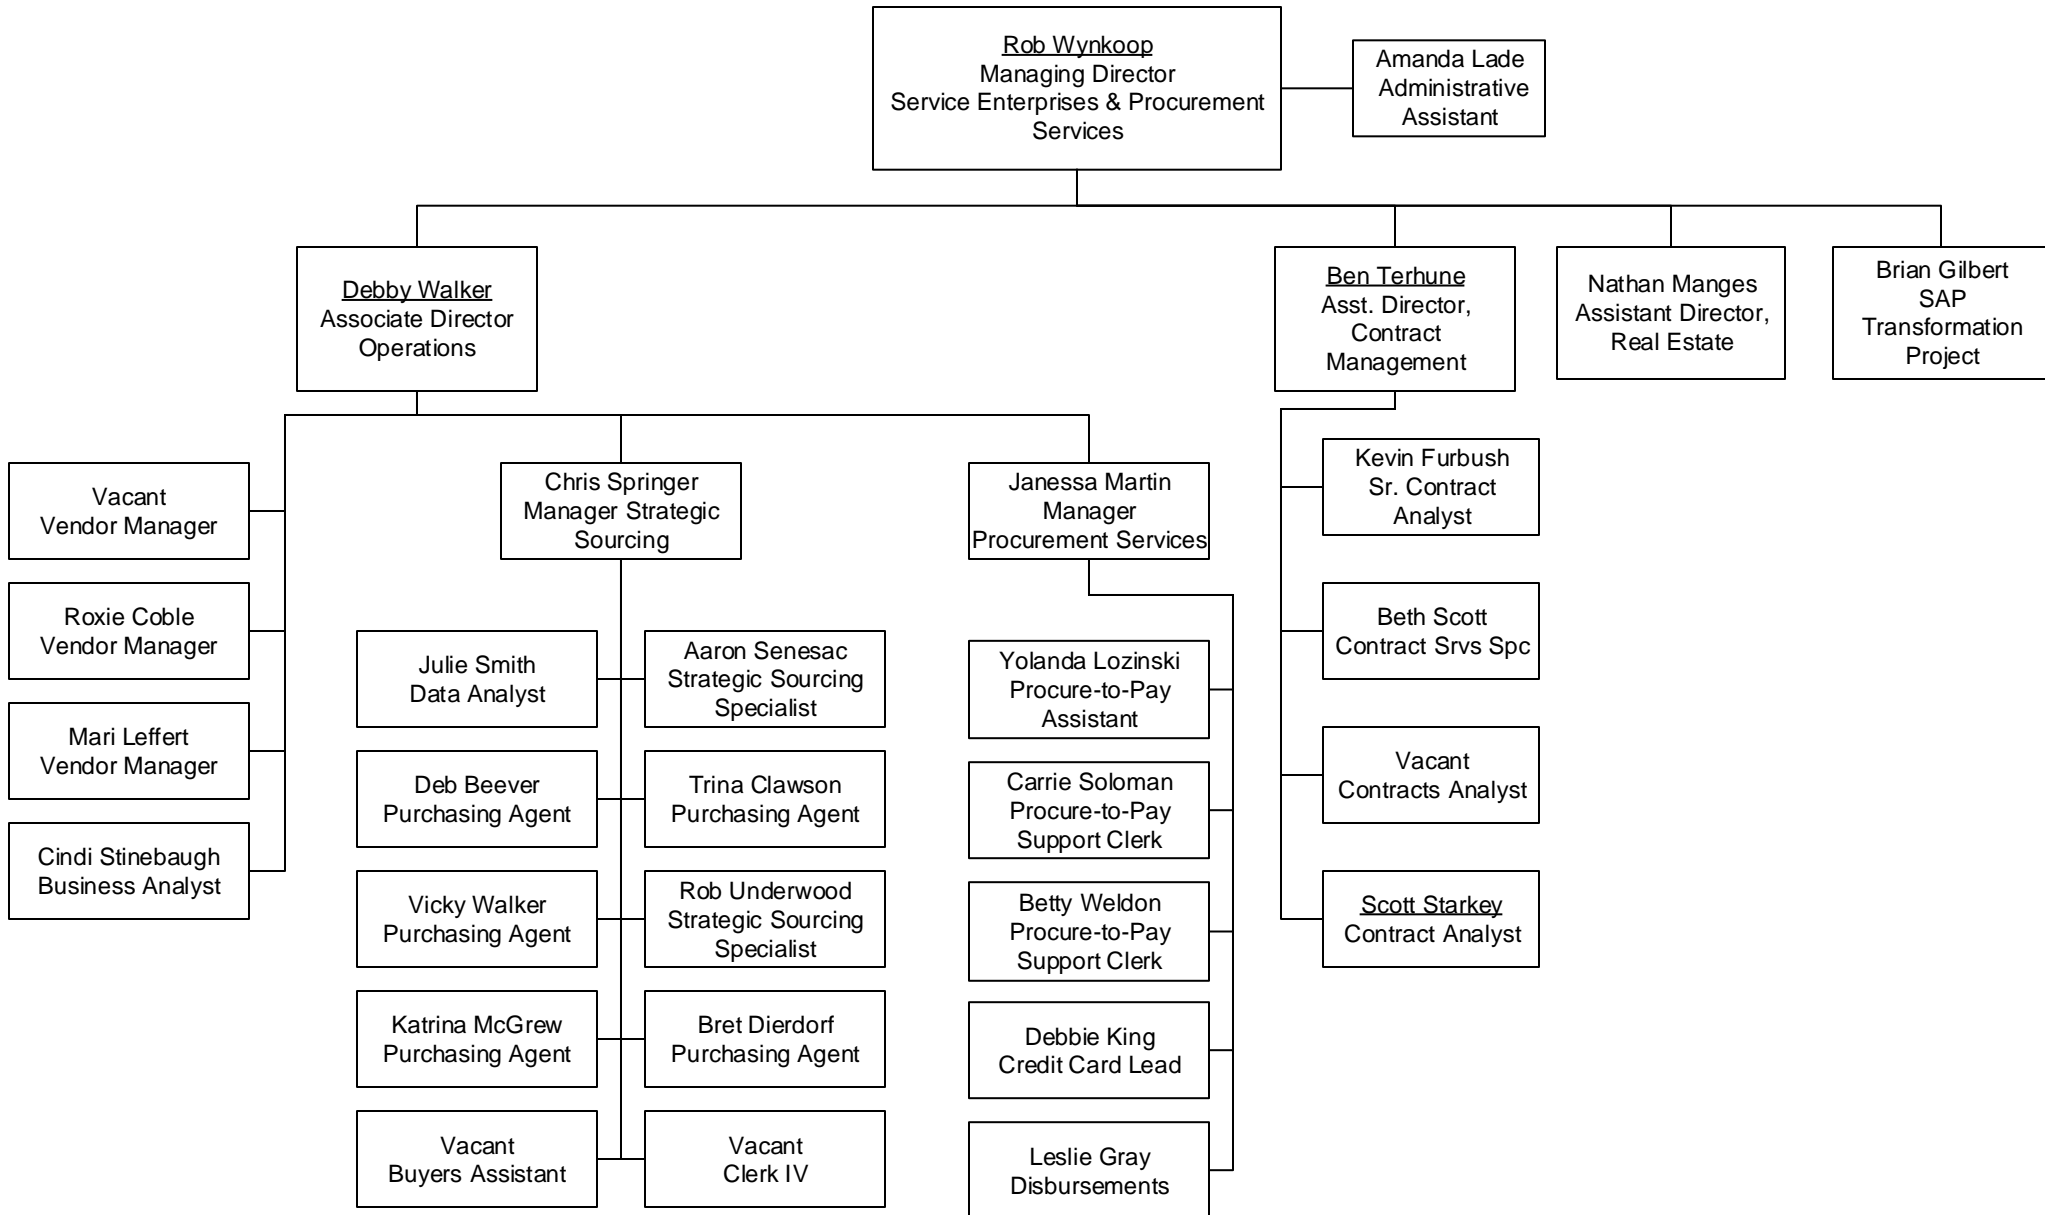 Rob Wynkoop
Managing Director
Service Enterprises & Procurement
Services
Amanda Lade
Administrative
Assistant
Debby Walker
Associate Director
Operations
Ben Terhune
Asst. Director,
Contract
Management
Nathan Manges
Assistant Director,
Real Estate
Brian Gilbert
SAP
Transformation
Project
Vacant
Vendor Manager
Roxie Coble
Vendor Manager
Mari Leffert
Vendor Manager
Cindi Stinebaugh
Business Analyst
Chris Springer
Manager Strategic
Sourcing
Julie Smith
Data Analyst
Aaron Senesac
Strategic Sourcing
Specialist
Deb Beever
Purchasing Agent
Trina Clawson
Purchasing Agent
Vicky Walker
Purchasing Agent
Rob Underwood
Strategic Sourcing
Specialist
Katrina McGrew
Purchasing Agent
Bret Dierdorf
Purchasing Agent
Vacant
Buyers Assistant
Vacant
Clerk IV
Janessa Martin
Manager
Procurement Services
Yolanda Lozinski
Procure-to-Pay
Assistant
Carrie Soloman
Procure-to-Pay
Support Clerk
Betty Weldon
Procure-to-Pay
Support Clerk
Debbie King
Credit Card Lead
Leslie Gray
Disbursements
Kevin Furbush
Sr. Contract
Analyst
Beth Scott
Contract Srvs Spc
Vacant
Contracts Analyst
Scott Starkey
Contract Analyst